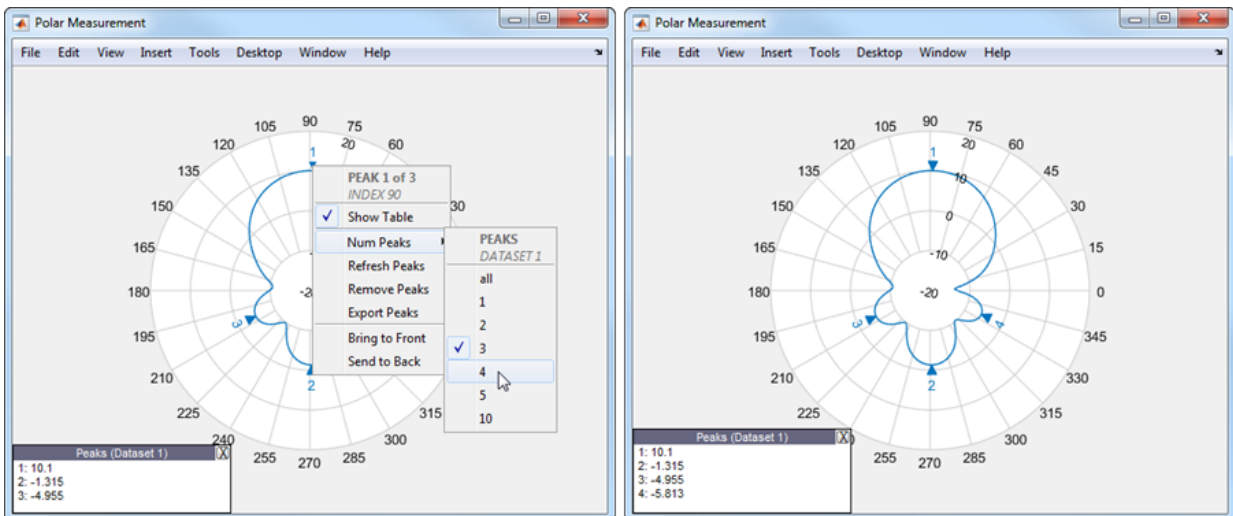 Polar Measurement
File Edit View Insert Tools Desktop Window Help
90
105 75
120 20 60
1
135
PEAK 1 of 3
INDEX 90
150 30
Show Table
Num Peaks
PEAKS
DATASET 1
165
Refresh Peaks
all
180
Remove Peaks
1
Export Peaks
2
3
195
Bring to Front
3
Send to Back
210
4
2
5
225 315
10
240 300
255 270 285
Peaks (Dataset 1) X
1: 10.1
2: -1.315
3: -4.955
Polar Measurement
File Edit View Insert Tools Desktop Window Help
90
105 75
120 20 60
1
135 10 45
150 0 30
165 -10 15
180 -20 0
3 4
195 345
210 2 330
225 315
300
255 270 285
Peaks (Dataset 1) X
1: 10.1
2: -1.315
3: -4.955
4: -5.813